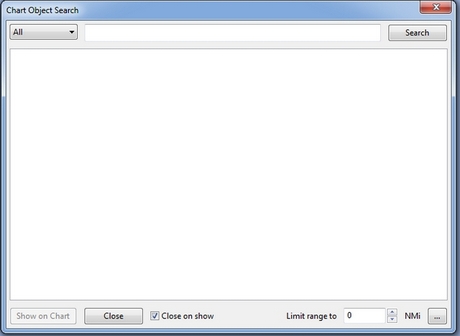 Chart Object Search
All
Search
Show on Chart
Close
Close on show
Limit range to
0
NMi
...